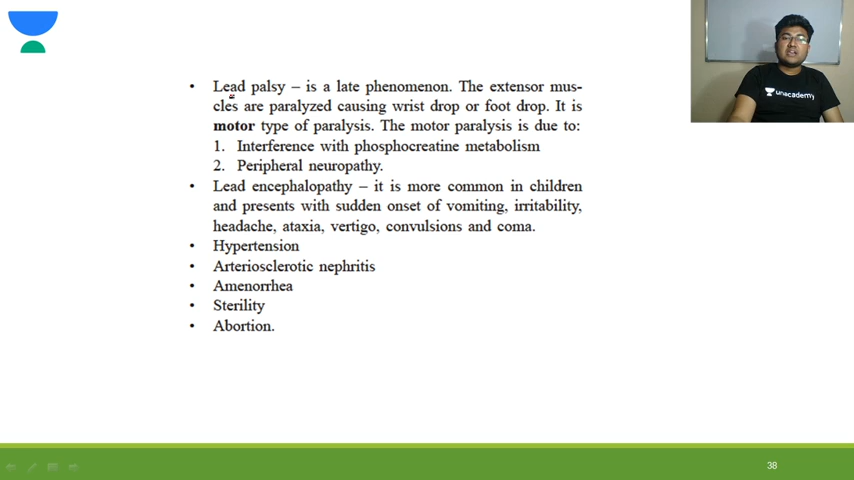 unacademy
• Lead palsy – is a late phenomenon. The extensor mus-
cles are paralyzed causing wrist drop or foot drop. It is
motor type of paralysis. The motor paralysis is due to:
1. Interference with phosphocreatine metabolism
2. Peripheral neuropathy.
• Lead encephalopathy – it is more common in children
and presents with sudden onset of vomiting, irritability,
headache, ataxia, vertigo, convulsions and coma.
• Hypertension
• Arteriosclerotic nephritis
• Amenorrhea
• Sterility
• Abortion.
38